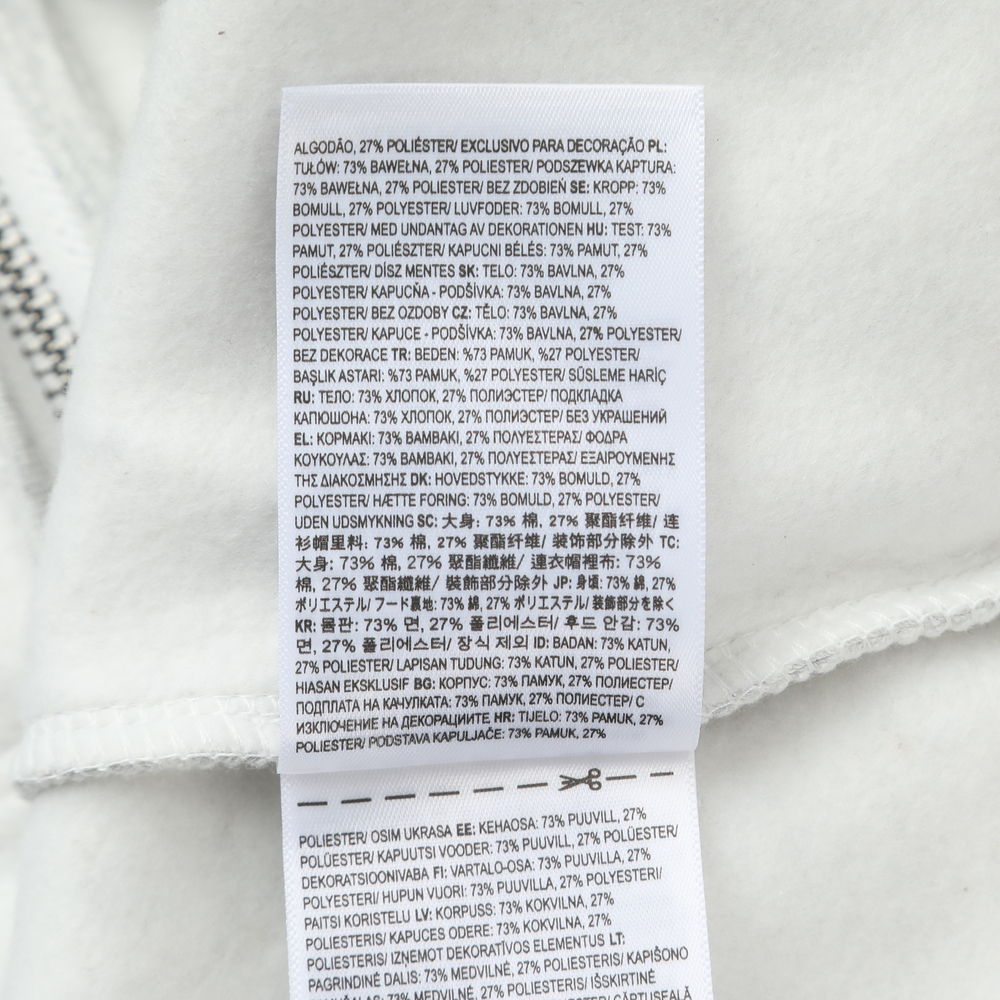 ALGODÃO, 27% POLIÉSTER/ EXCLUSIVO PARA DECORAÇÃO PL:
TUŁÓW: 73% BAWEŁNA, 27% POLIESTER/ PODSZEWKA KAPTURA:
73% BAWEŁNA, 27% POLIESTER/ BEZ ZDOBIEŃ SE: KROPP: 73%
BOMULL, 27% POLYESTER/ LUVFODER: 73% BOMULL, 27%
POLYESTER/ MED UNDANTAG AV DEKORATIONEN HU: TEST: 73%
PAMUT, 27% POLIÉSZTER/ KAPUCNI BÉLÉS: 73% PAMUT, 27%
POLIÉSZTER/ DÍSZ MENTES SK: TELO: 73% BAVLNA, 27%
POLYESTER/ KAPUCŇA - PODŠÍVKA: 73% BAVLNA, 27%
POLYESTER/ BEZ OZDOBY CZ: TĚLO: 73% BAVLNA, 27%
POLYESTER/ KAPUCE - PODŠÍVKA: 73% BAVLNA, 27% POLYESTER/
BEZ DEKORACE TR: BEDEN: %73 PAMUK, %27 POLYESTER/
BAŞLIK ASTARI: %73 PAMUK, %27 POLYESTER/ SÜSLEME HARİÇ
RU: ТЕЛО: 73% ХЛОПОК, 27% ПОЛИЭСТЕР/ ПОДКЛАДКА
КАПЮШОНА: 73% ХЛОПОК, 27% ПОЛИЭСТЕР/ БЕЗ УКРАШЕНИЙ
EL: ΚΟΡΜΑΚΙ: 73% ΒΑΜΒΑΚΙ, 27% ΠΟΛΥΕΣΤΕΡΑΣ/ ΦΟΔΡΑ
ΚΟΥΚΟΥΛΑΣ: 73% ΒΑΜΒΑΚΙ, 27% ΠΟΛΥΕΣΤΕΡΑΣ/ ΕΞΑΙΡΟΥΜΕΝΗΣ
ΤΗΣ ΔΙΑΚΟΣΜΗΣΗΣ DK: HOVEDSTYKKE: 73% BOMULD, 27%
POLYESTER/ HÆTTE FORING: 73% BOMULD, 27% POLYESTER/
UDEN UDSMYKNING SC: 大身: 73% 棉, 27% 聚酯纤维/ 连
衫帽里料: 73% 棉, 27% 聚酯纤维/ 装饰部分除外 TC:
大身: 73% 棉, 27% 聚酯纖維/ 連衣帽裡布: 73%
棉, 27% 聚酯纖維/ 裝飾部分除外 JP: 身頃: 73% 綿, 27%
ポリエステル/ フード裏地: 73% 綿, 27% ポリエステル/ 装飾部分を除く
KR: 몸판: 73% 면, 27% 폴리에스터/ 후드 안감: 73%
면, 27% 폴리에스터/ 장식 제외 ID: BADAN: 73% KATUN,
27% POLIESTER/ LAPISAN TUDUNG: 73% KATUN, 27% POLIESTER/
HIASAN EKSKLUSIF BG: КОРПУС: 73% ПАМУК, 27% ПОЛИЕСТЕР/
ПОДПЛАТА НА КАЧУЛКАТА: 73% ПАМУК, 27% ПОЛИЕСТЕР/ С
ИЗКЛЮЧЕНИЕ НА ДЕКОРАЦИИТЕ HR: TIJELO: 73% PAMUK, 27%
POLIESTER/ PODSTAVA KAPULJAČE: 73% PAMUK, 27%
POLIESTER/ OSIM UKRASA EE: KEHAOSA: 73% PUUVILL, 27%
POLÜESTER/ KAPUUTSI VOODER: 73% PUUVILL, 27% POLÜESTER/
DEKORATSIOONIVABA FI: VARTALO-OSA: 73% PUUVILLA, 27%
POLYESTERI/ HUPUN VUORI: 73% PUUVILLA, 27% POLYESTERI/
PAITSI KORISTELU LV: KORPUSS: 73% KOKVILNA, 27%
POLIESTERIS/ KAPUCES ODERE: 73% KOKVILNA, 27%
POLIESTERIS/ IZŅEMOT DEKORATĪVOS ELEMENTUS LT:
PAGRINDINĖ DALIS: 73% MEDVILNĖ, 27% POLIESTERIS/ KAPIŠONO
73% MEDVILNĖ, 27% POLIESTERIS/ IŠSKIRTINĖ